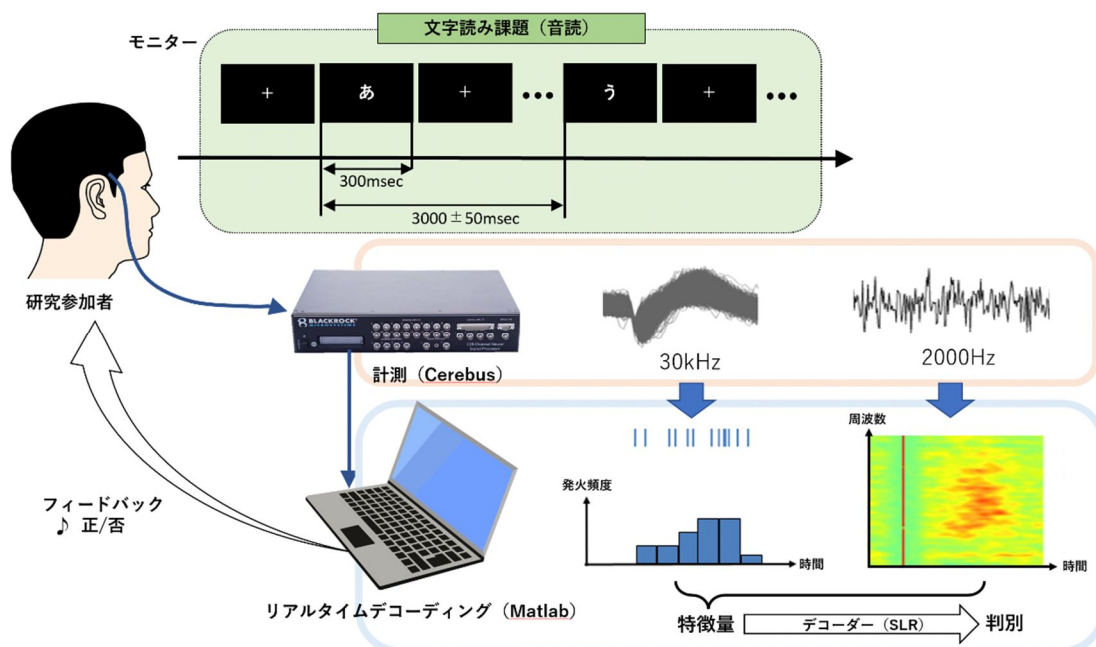 文字読み課題（音読）
モニター
+
あ
+
•••
う
+
•••
300msec
3000±50msec
研究参加者
BLACKROCK
MICROSYSTEMS
計測（Cerebus）
30kHz
2000Hz
周波数
発火頻度
時間
時間
フィードバック
♪ 正/否
リアルタイムデコーディング（Matlab）
特徴量
デコーダー（SLR）
判別